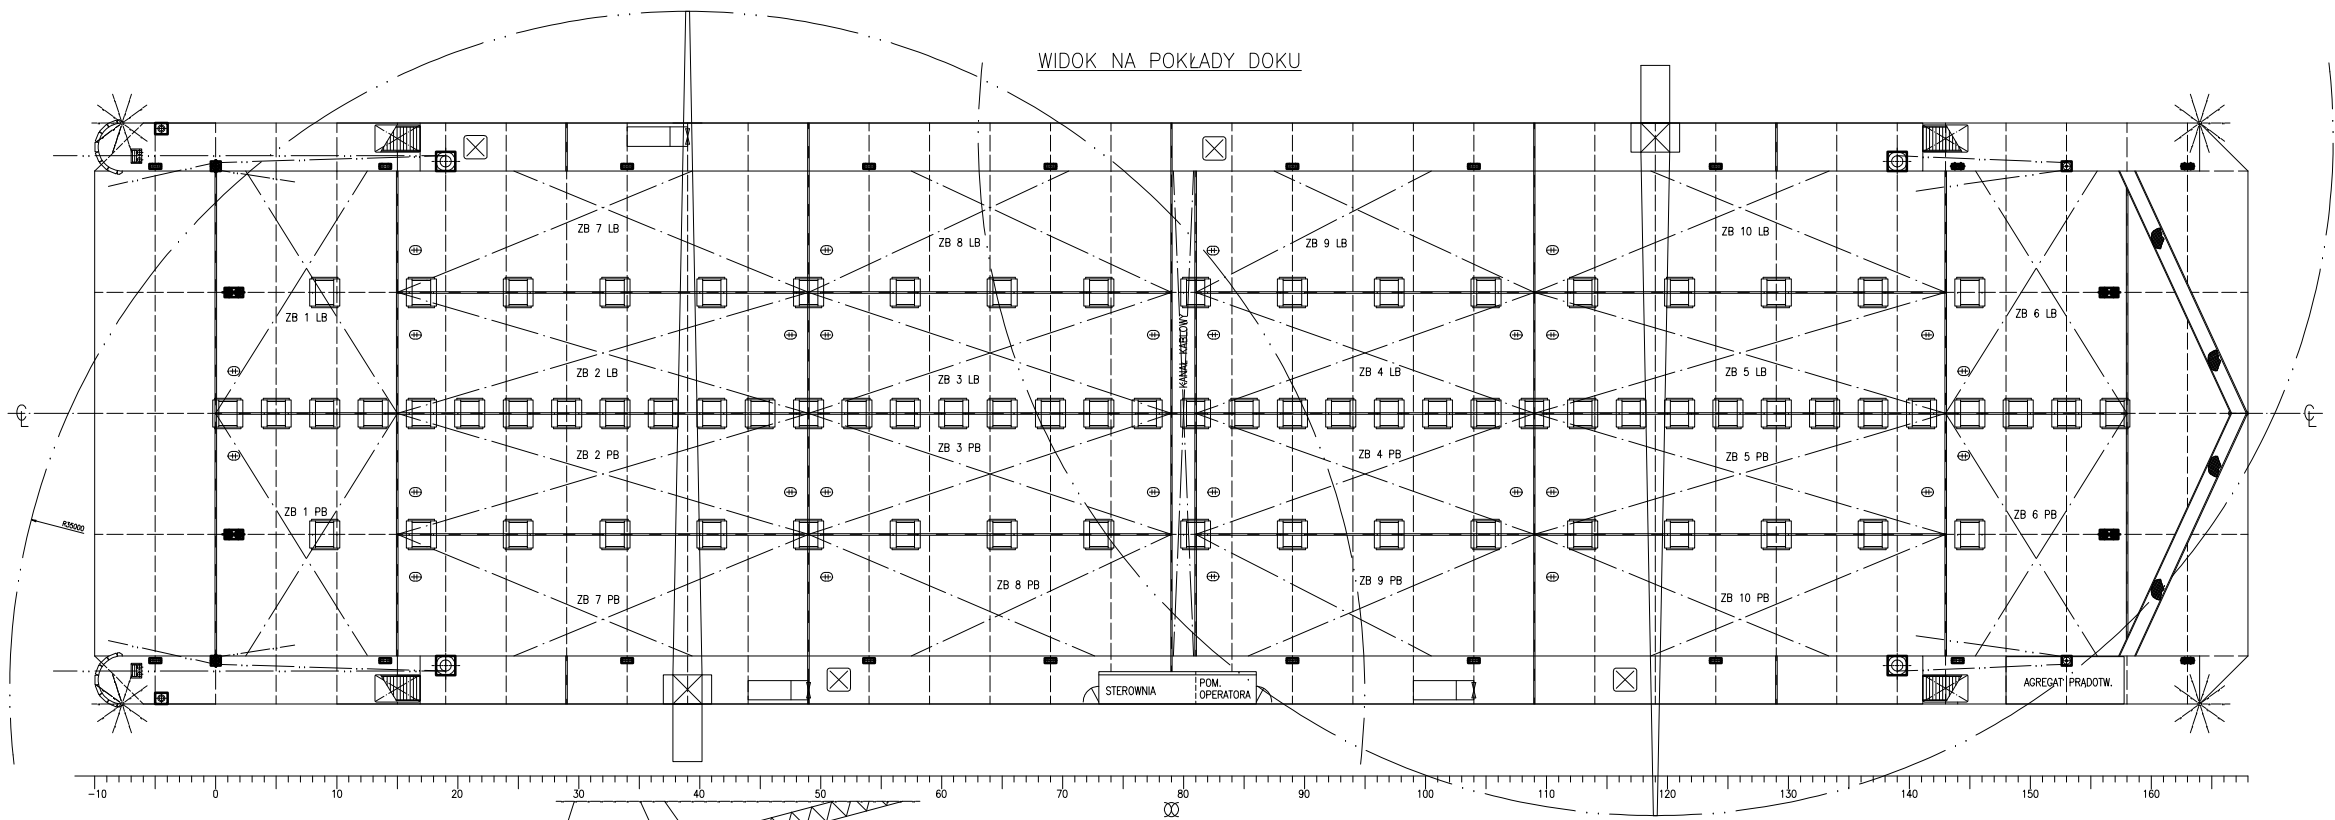 WIDOK NA POKŁADY DOKU
ZB 7 LB
ZB 8 LB
ZB 9 LB
ZB 10 LB
ZB 1 LB
KANAŁ KABLOWY
ZB 6 LB
ZB 2 LB
ZB 3 LB
ZB 4 LB
ZB 5 LB
℄
℄
ZB 2 PB
ZB 3 PB
ZB 4 PB
ZB 5 PB
ZB 1 PB
ZB 6 PB
R35000
ZB 7 PB
ZB 8 PB
ZB 9 PB
ZB 10 PB
STEROWNIA
POM.
OPERATORA
AGREGAT PRĄDOTW.
-10 0 10 20 30 40 50 60 70 80 90 100 110 120 130 140 150 160